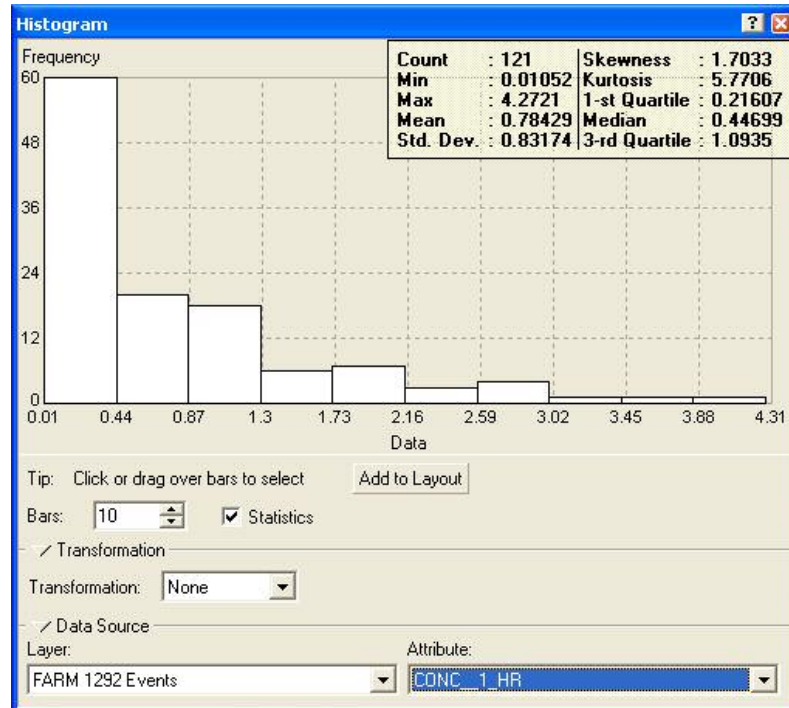 Histogram
Frequency
Count : 121 Skewness : 1.7033
Min : 0.01052 Kurtosis : 5.7706
Max : 4.2721 1-st Quartile : 0.21607
Mean : 0.78429 Median : 0.44699
Std. Dev. : 0.83174 3-rd Quartile : 1.0935
60
48
36
24
12
0
0.01 0.44 0.87 1.3 1.73 2.16 2.59 3.02 3.45 3.88 4.31
Data
Tip: Click or drag over bars to select Add to Layout
Bars: 10 Statistics
Transformation
Transformation: None
Data Source
Layer: Attribute:
FARM 1292 Events CONC__1_HR